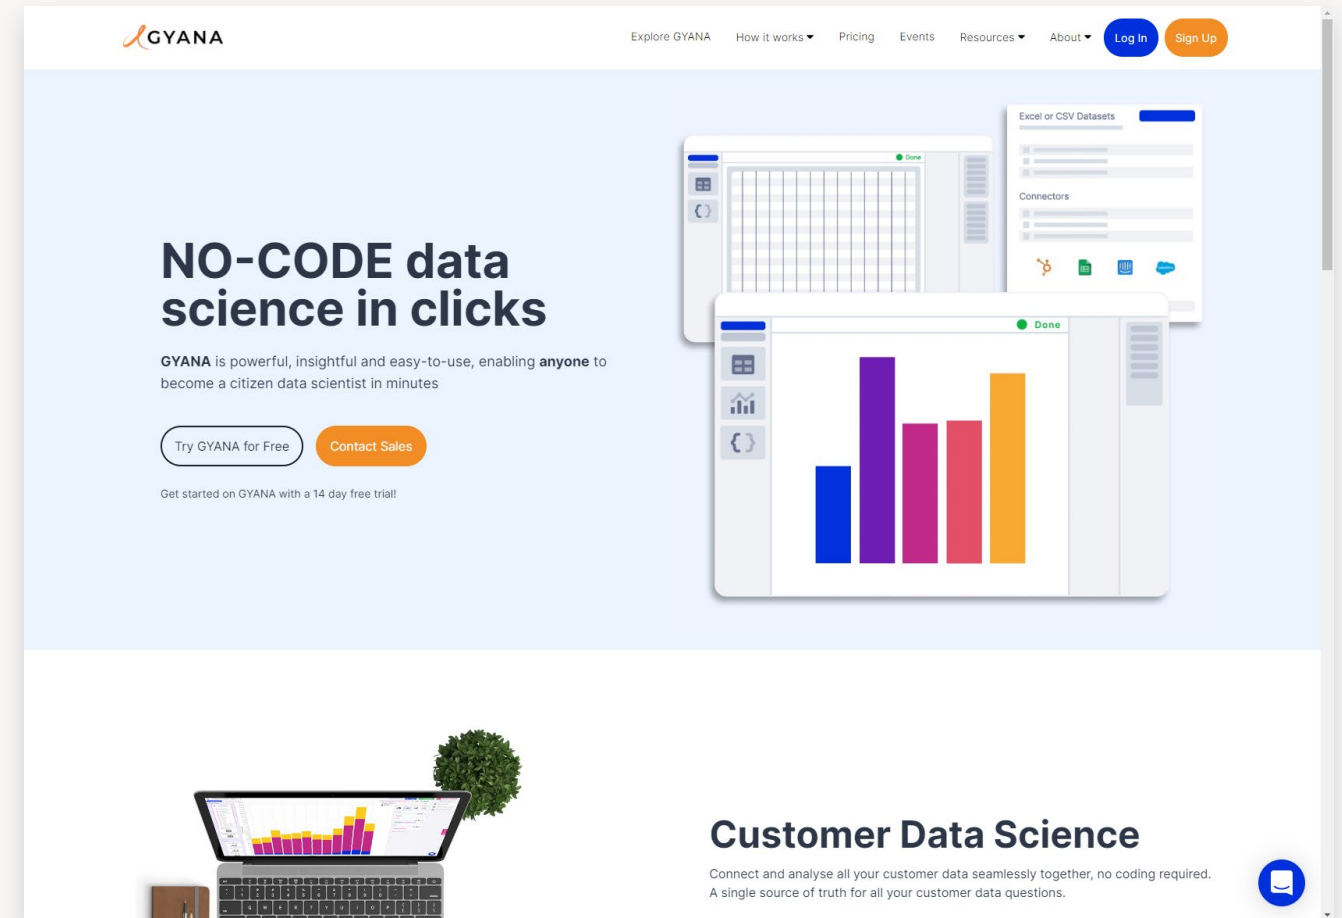 GYANA
Explore GYANA How it works Pricing Events Resources About Log In Sign Up
NO-CODE data
science in clicks
GYANA is powerful, insightful and easy-to-use, enabling anyone to
become a citizen data scientist in minutes
Try GYANA for Free Contact Sales
Get started on GYANA with a 14 day free trial!
Excel or CSV Datasets
Connectors
Done
Done
Customer Data Science
Connect and analyse all your customer data seamlessly together, no coding required.
A single source of truth for all your customer data questions.